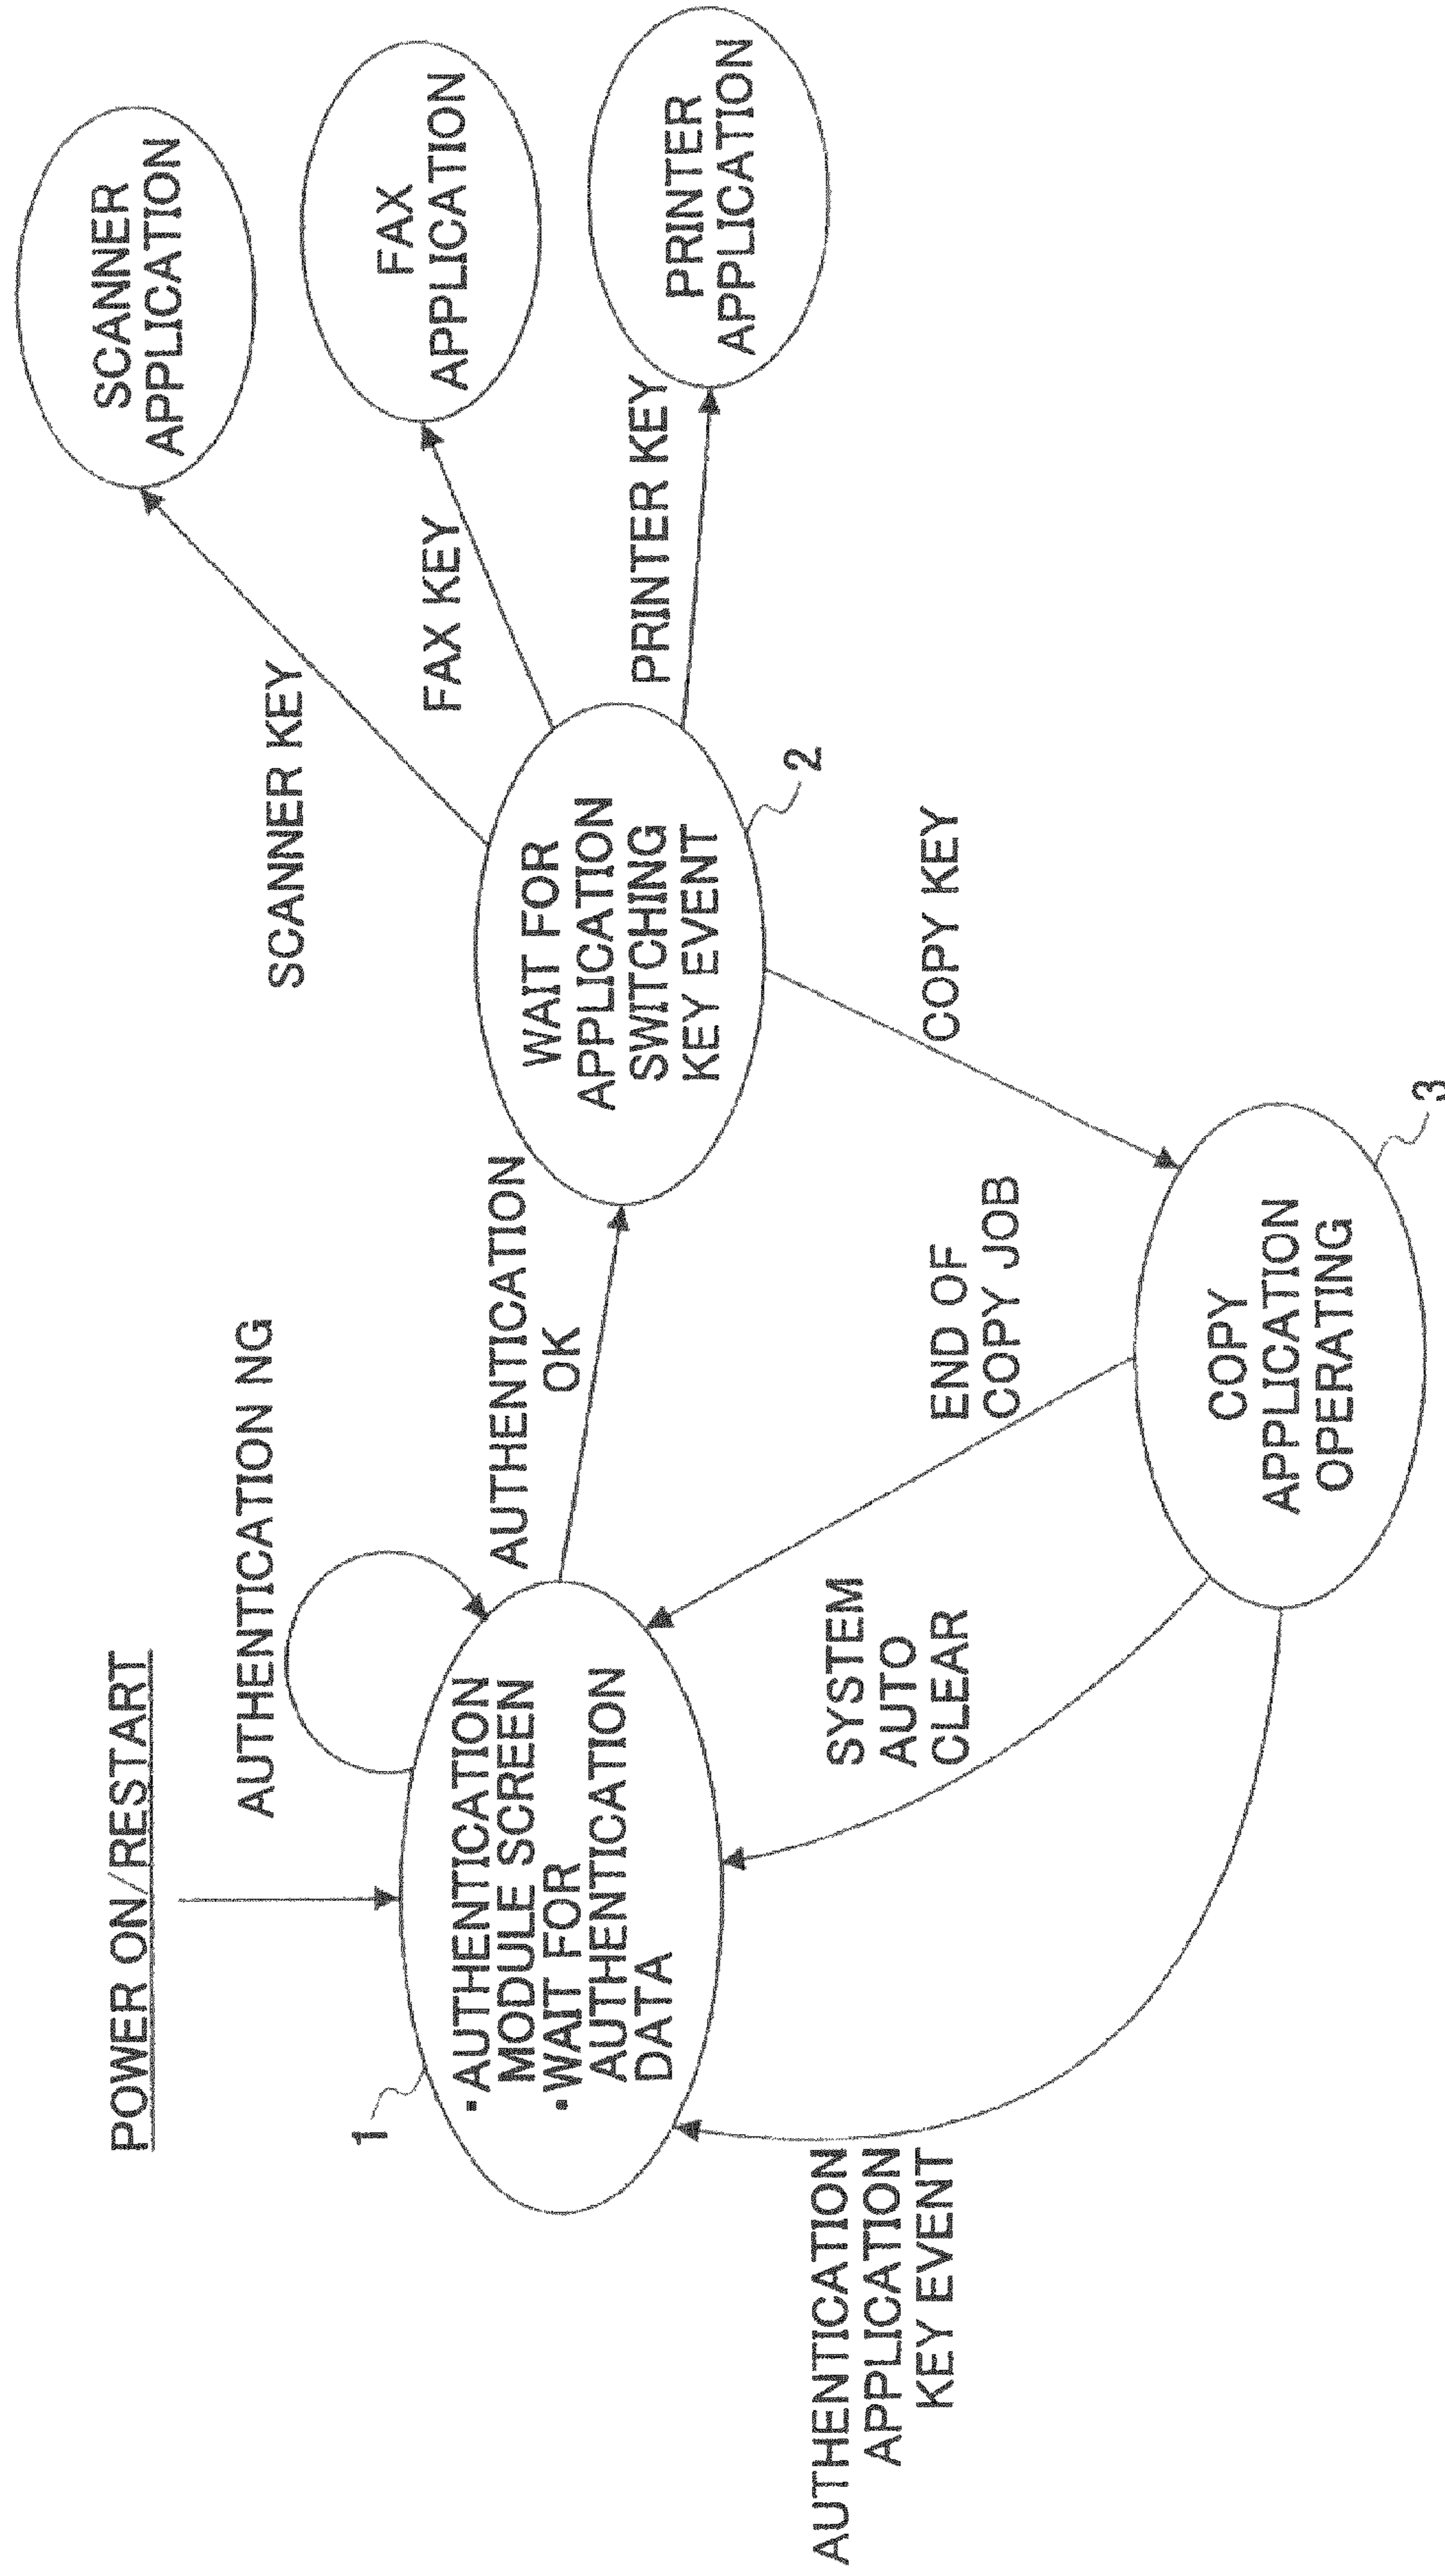 POWER ON/RESTART
AUTHENTICATION NG
1
·AUTHENTICATION
MODULE SCREEN
·WAIT FOR
AUTHENTICATION
DATA
AUTHENTICATION
OK
WAIT FOR
APPLICATION
SWITCHING
KEY EVENT
2
SCANNER KEY
SCANNER
APPLICATION
FAX KEY
FAX
APPLICATION
PRINTER KEY
PRINTER
APPLICATION
COPY KEY
END OF
COPY JOB
SYSTEM
AUTO
CLEAR
AUTHENTICATION
APPLICATION
KEY EVENT
COPY
APPLICATION
OPERATING
3